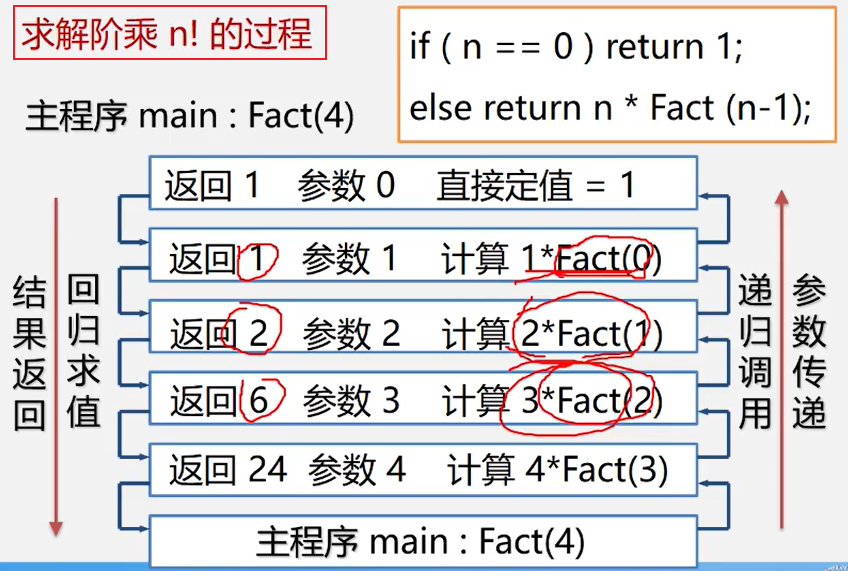 求解阶乘 n! 的过程
if ( n == 0 ) return 1;
else return n * Fact (n-1);
主程序 main : Fact(4)
返回 1 参数 0 直接定值 = 1
返回 1 参数 1 计算 1*Fact(0)
返回 2 参数 2 计算 2*Fact(1)
返回 6 参数 3 计算 3*Fact(2)
返回 24 参数 4 计算 4*Fact(3)
主程序 main : Fact(4)
结果返回
回归求值
递归调用
参数传递